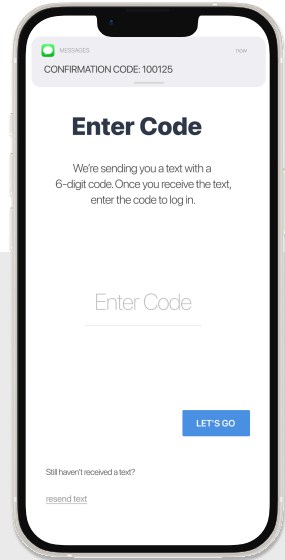 MESSAGES now
CONFIRMATION CODE: 100125
Enter Code
We're sending you a text with a
6-digit code. Once you receive the text,
enter the code to log in.
Enter Code
LET'S GO
Still haven't received a text?
resend text